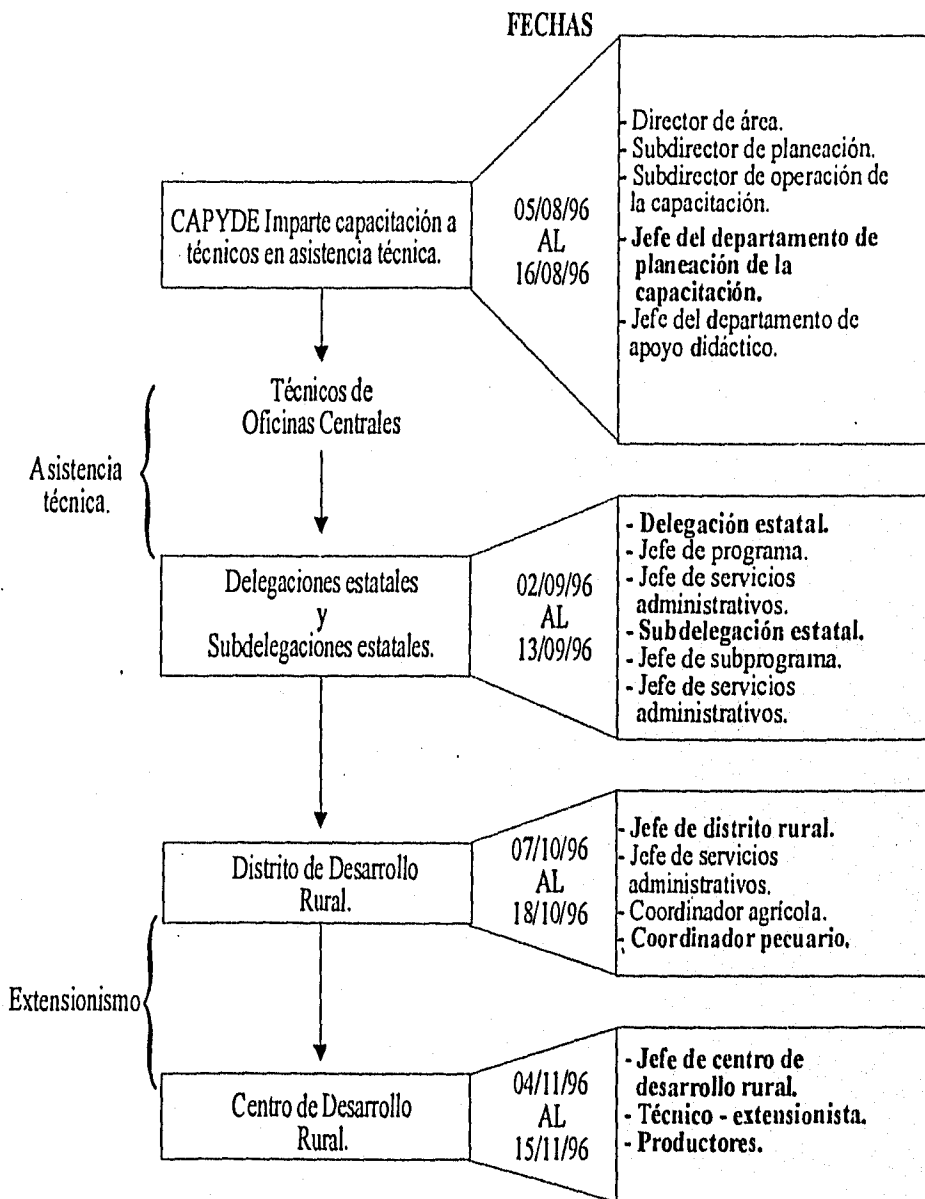 FECHAS
CAPYDE Imparte capacitación a
técnicos en asistencia técnica.
05/08/96
AL
16/08/96
- Director de área.
- Subdirector de planeación.
- Subdirector de operación de
la capacitación.
- Jefe del departamento de
planeación de la
capacitación.
- Jefe del departamento de
apoyo didáctico.
Técnicos de
Oficinas Centrales
Asistencia
técnica.
Delegaciones estatales
y
Subdelegaciones estatales.
02/09/96
AL
13/09/96
- Delegación estatal.
- Jefe de programa.
- Jefe de servicios
administrativos.
- Subdelegación estatal.
- Jefe de subprograma.
- Jefe de servicios
administrativos.
Distrito de Desarrollo
Rural.
07/10/96
AL
18/10/96
- Jefe de distrito rural.
- Jefe de servicios
administrativos.
- Coordinador agrícola.
- Coordinador pecuario.
Extensionismo
Centro de Desarrollo
Rural.
04/11/96
AL
15/11/96
- Jefe de centro de
desarrollo rural.
- Técnico - extensionista.
- Productores.